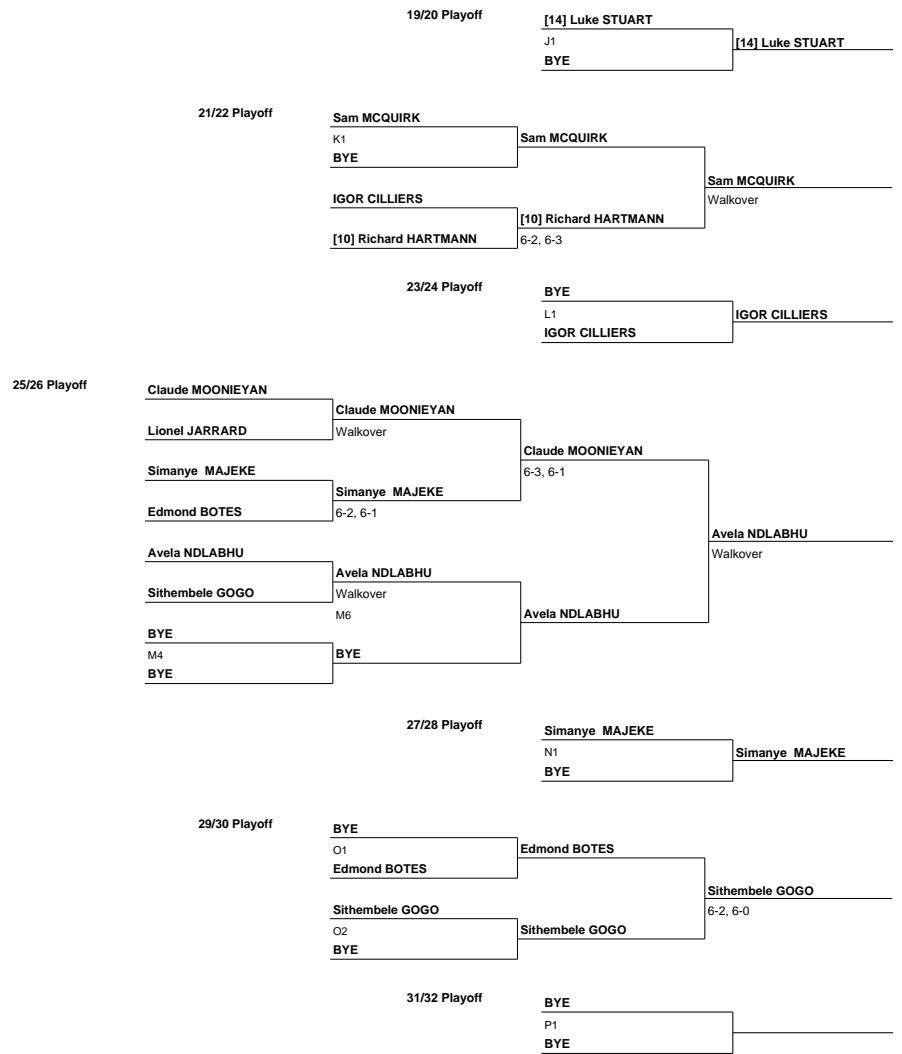 19/20 Playoff
[14] Luke STUART
J1
[14] Luke STUART
BYE
21/22 Playoff
Sam MCQUIRK
K1
Sam MCQUIRK
BYE
Sam MCQUIRK
IGOR CILLIERS
Walkover
[10] Richard HARTMANN
[10] Richard HARTMANN
6-2, 6-3
23/24 Playoff
BYE
L1
IGOR CILLIERS
IGOR CILLIERS
25/26 Playoff
Claude MOONIEYAN
Claude MOONIEYAN
Lionel JARRARD
Walkover
Claude MOONIEYAN
Simanye MAJEKE
6-3, 6-1
Simanye MAJEKE
Edmond BOTES
6-2, 6-1
Avela NDLABHU
Avela NDLABHU
Walkover
Avela NDLABHU
Sithembele GOGO
Walkover
M6
Avela NDLABHU
BYE
M4
BYE
BYE
27/28 Playoff
Simanye MAJEKE
N1
Simanye MAJEKE
BYE
29/30 Playoff
BYE
O1
Edmond BOTES
Edmond BOTES
Sithembele GOGO
Sithembele GOGO
6-2, 6-0
O2
Sithembele GOGO
BYE
31/32 Playoff
BYE
P1
BYE